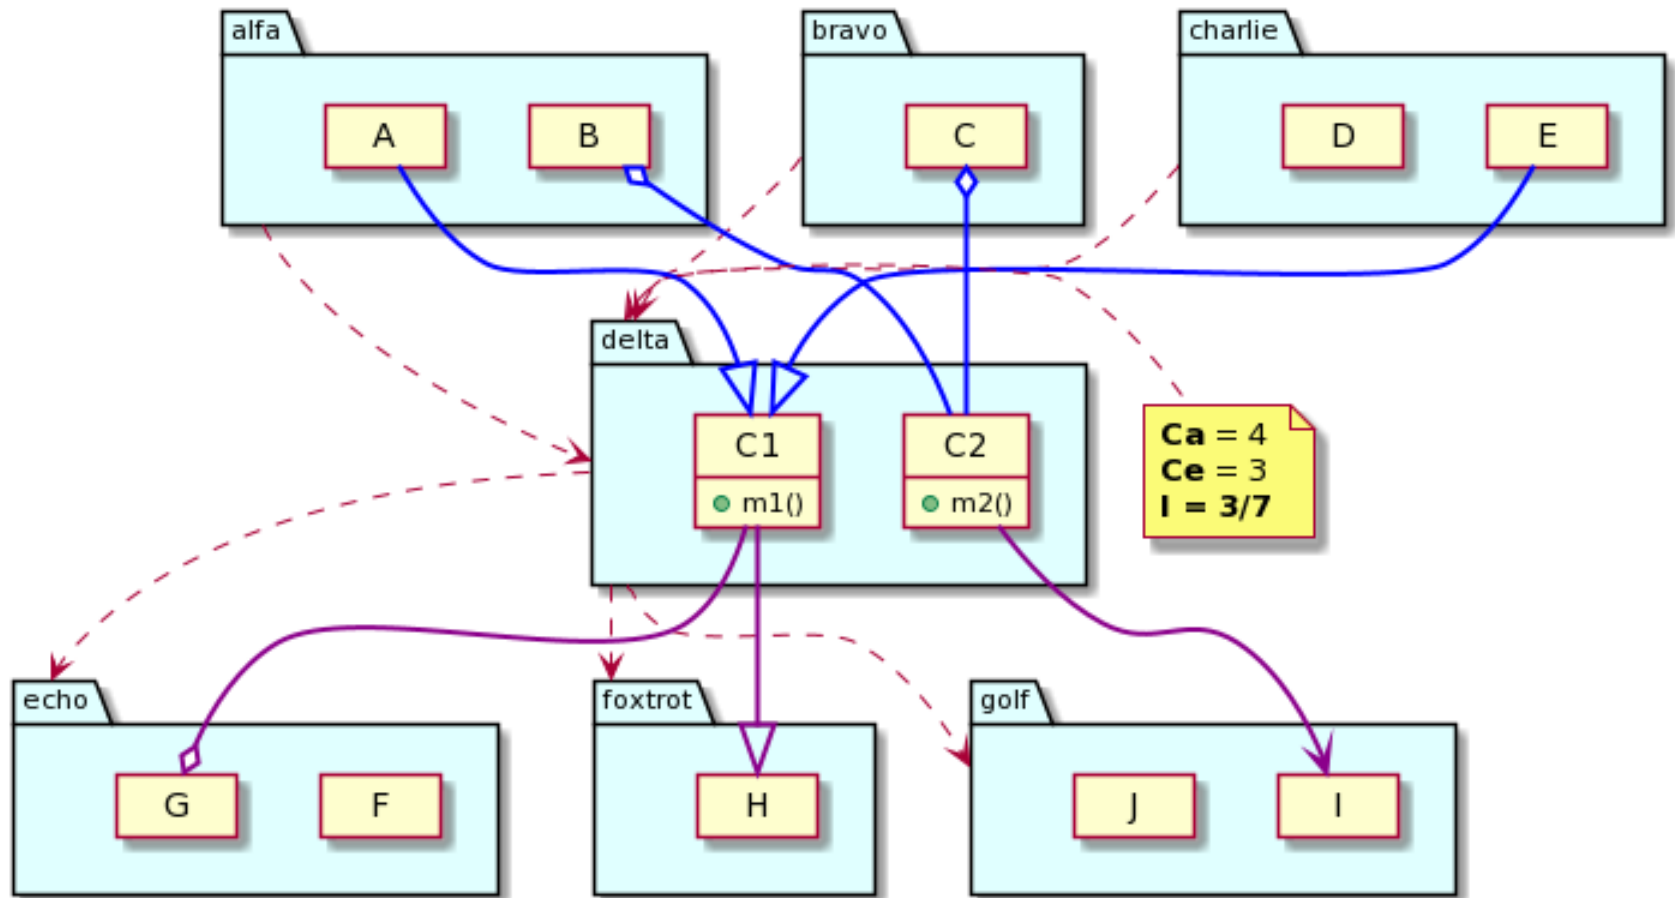 alfa
bravo
charlie
A
B
C
D
E
delta
C1
C2
m1()
m2()
Ca = 4
Ce = 3
I = 3/7
echo
foxtrot
golf
G
F
H
J
I